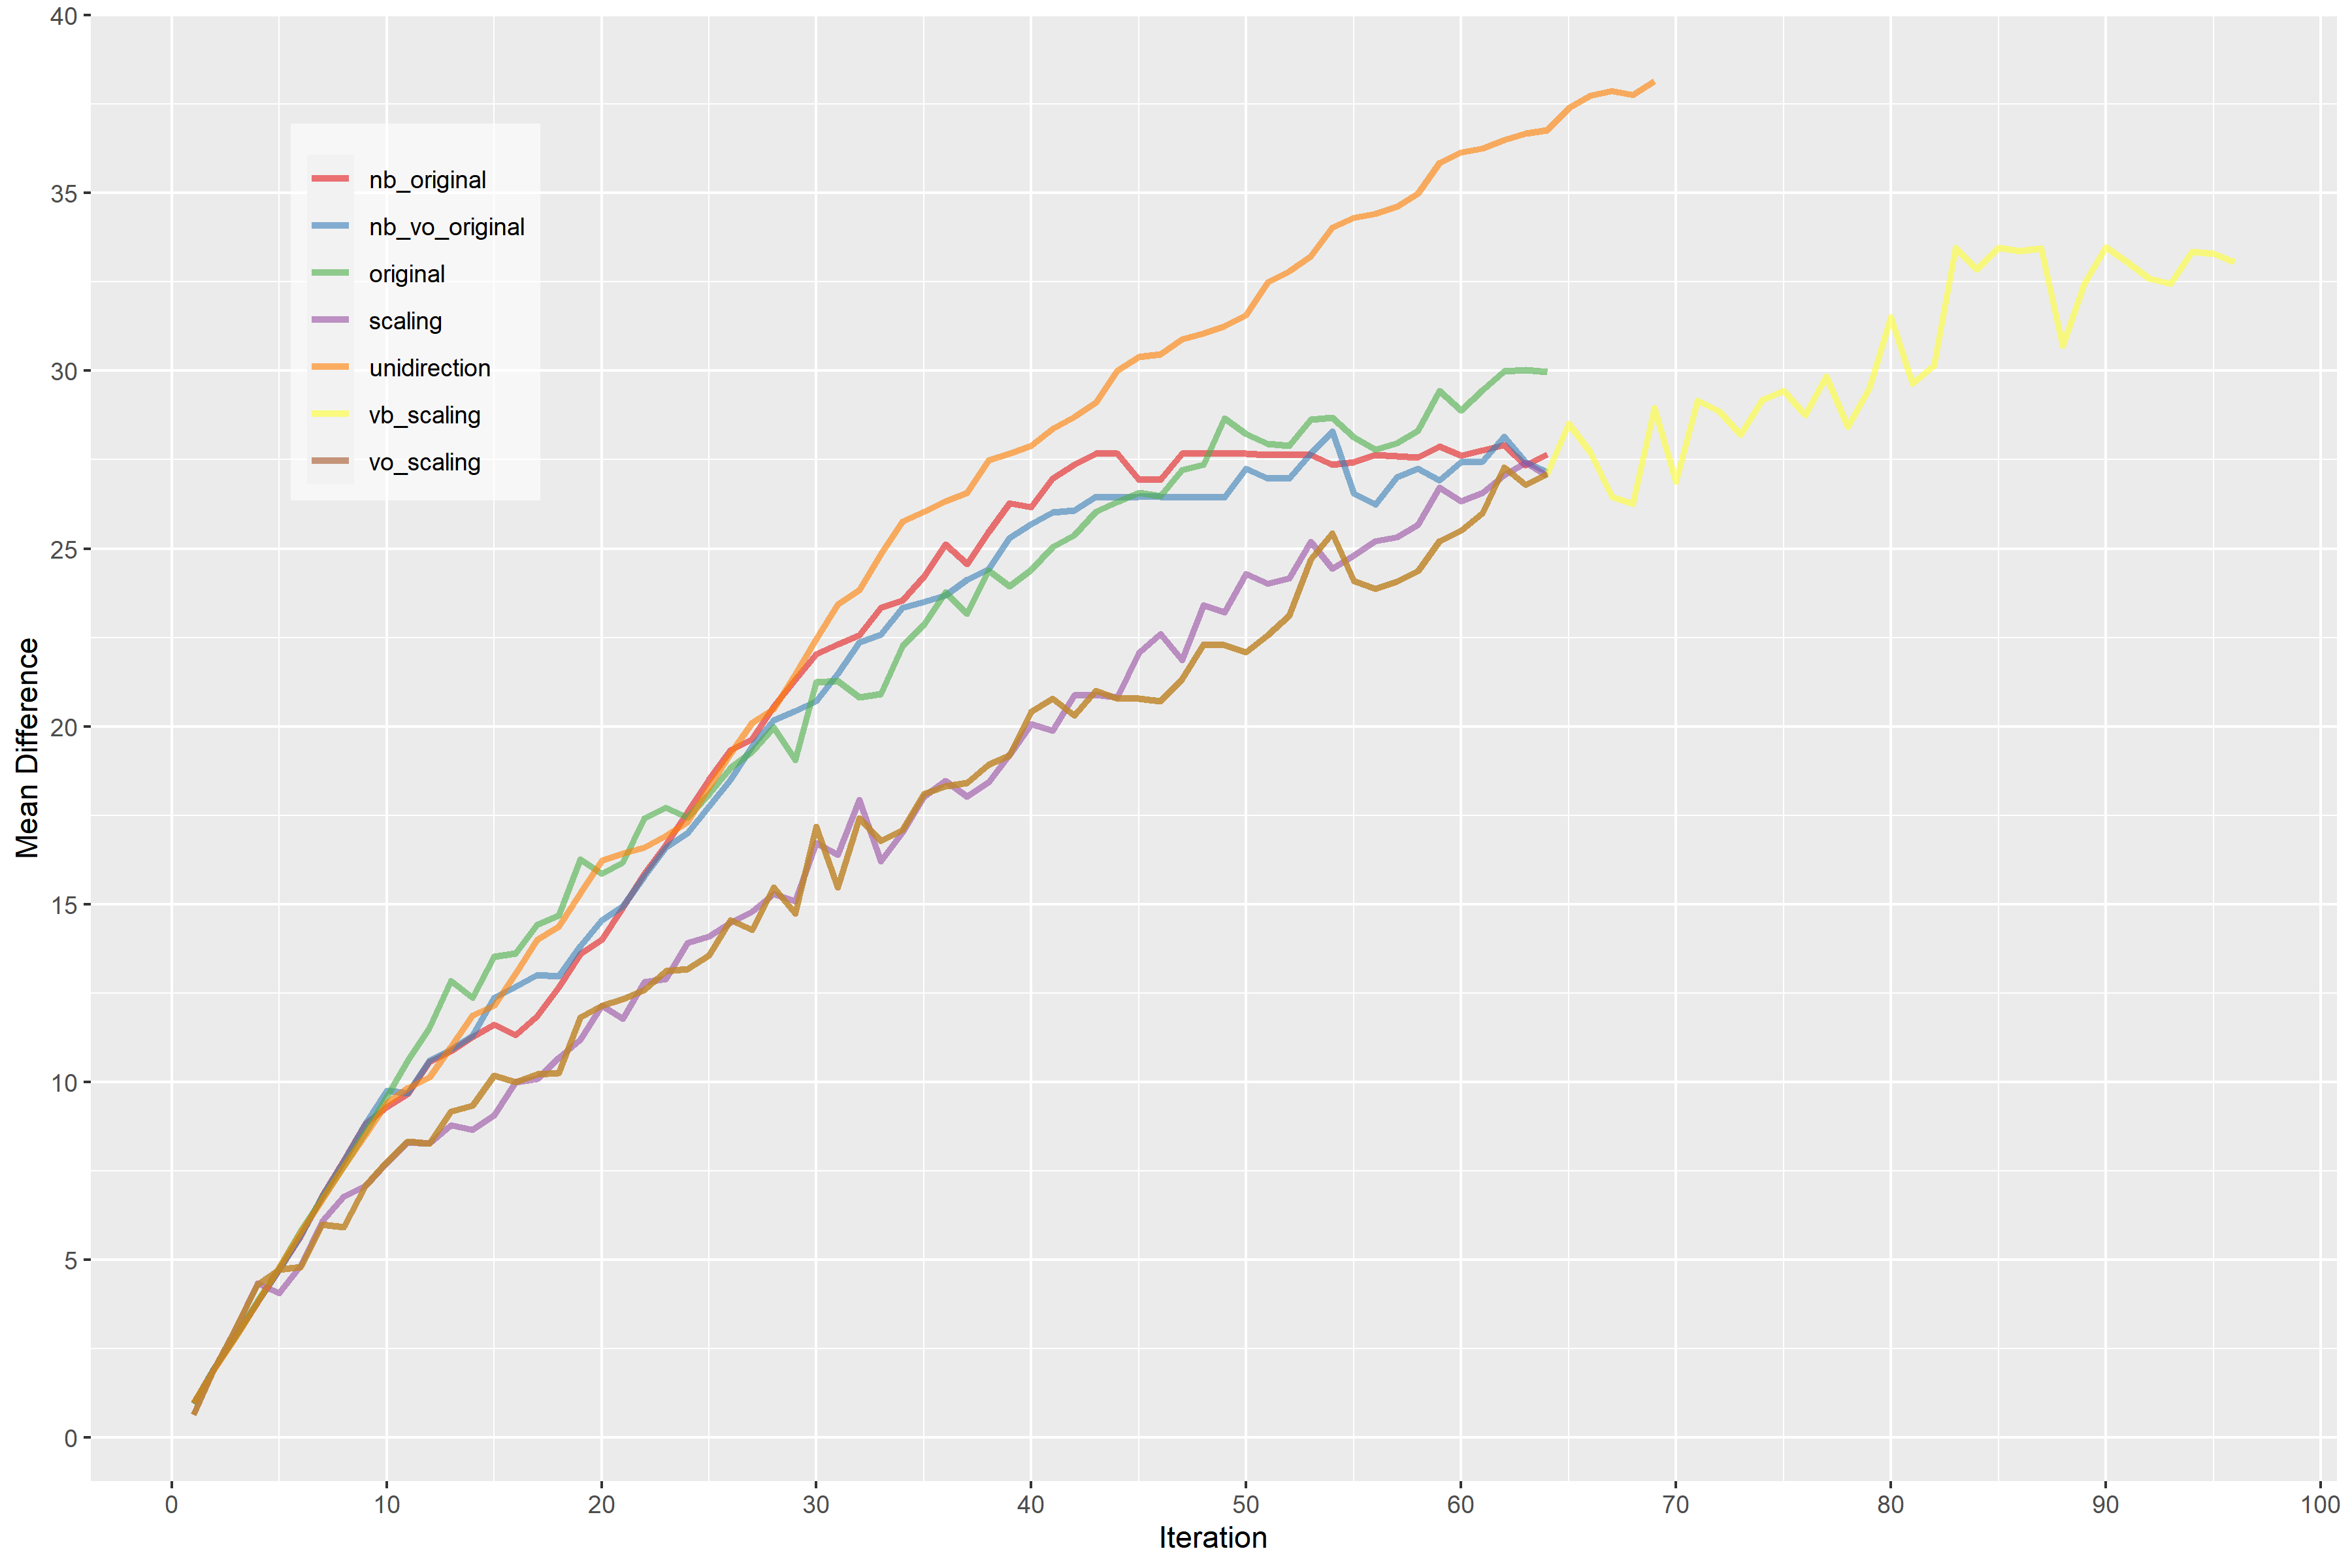 40
35
30
25
20
15
10
5
0
Mean Difference
nb_original
nb_vo_original
original
scaling
unidirection
vb_scaling
vo_scaling
0 10 20 30 40 50 60 70 80 90 100
Iteration